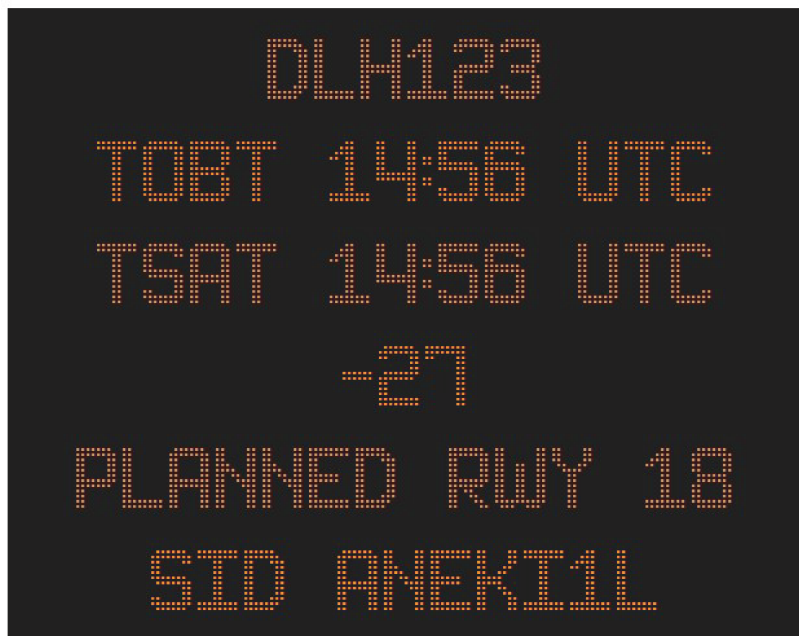 DLH123
TOBT 14:56 UTC
TSAT 14:56 UTC
-27
PLANNED RWY 18
SID ANEKI1L